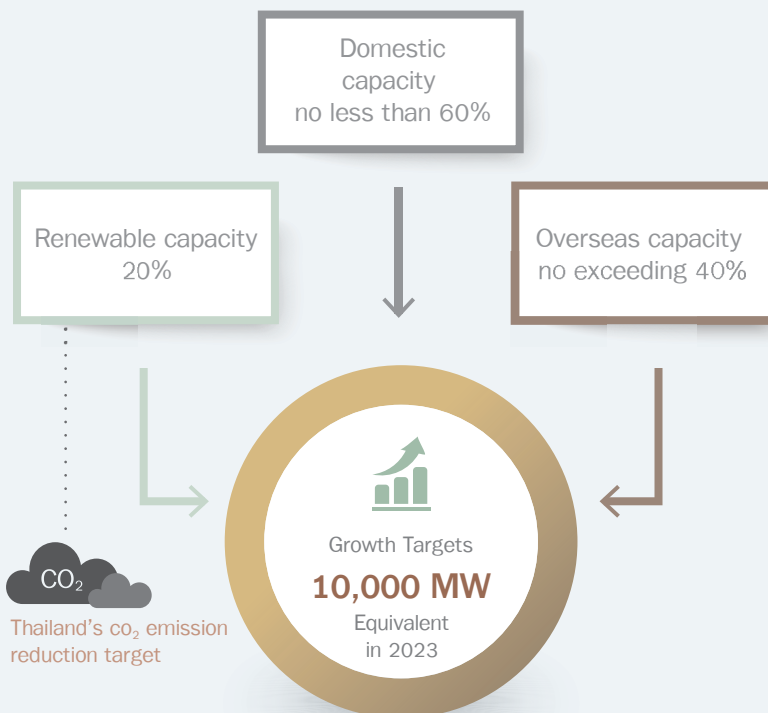 Domestic
capacity
no less than 60%
Renewable capacity
20%
Overseas capacity
no exceeding 40%
Growth Targets
10,000 MW
Equivalent
in 2023
CO₂
Thailand's co₂ emission
reduction target